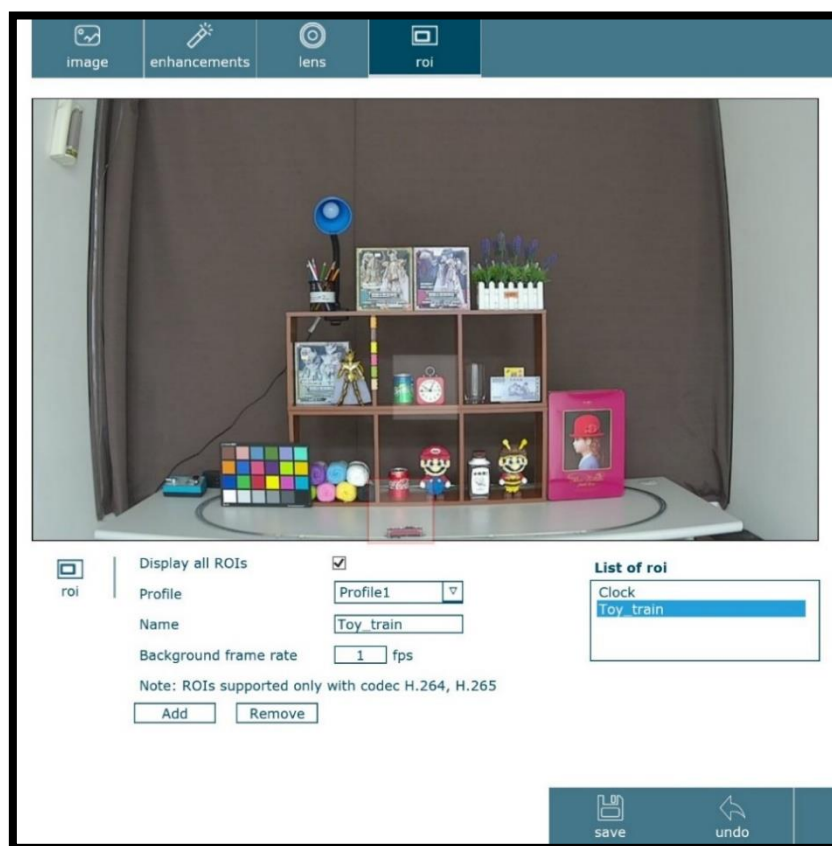 image enhancements lens roi
roi
Display all ROIs
Profile Profile1
Name Toy_train
Background frame rate 1 fps
Note: ROIs supported only with codec H.264, H.265
Add Remove
List of roi
Clock
Toy_train
save undo